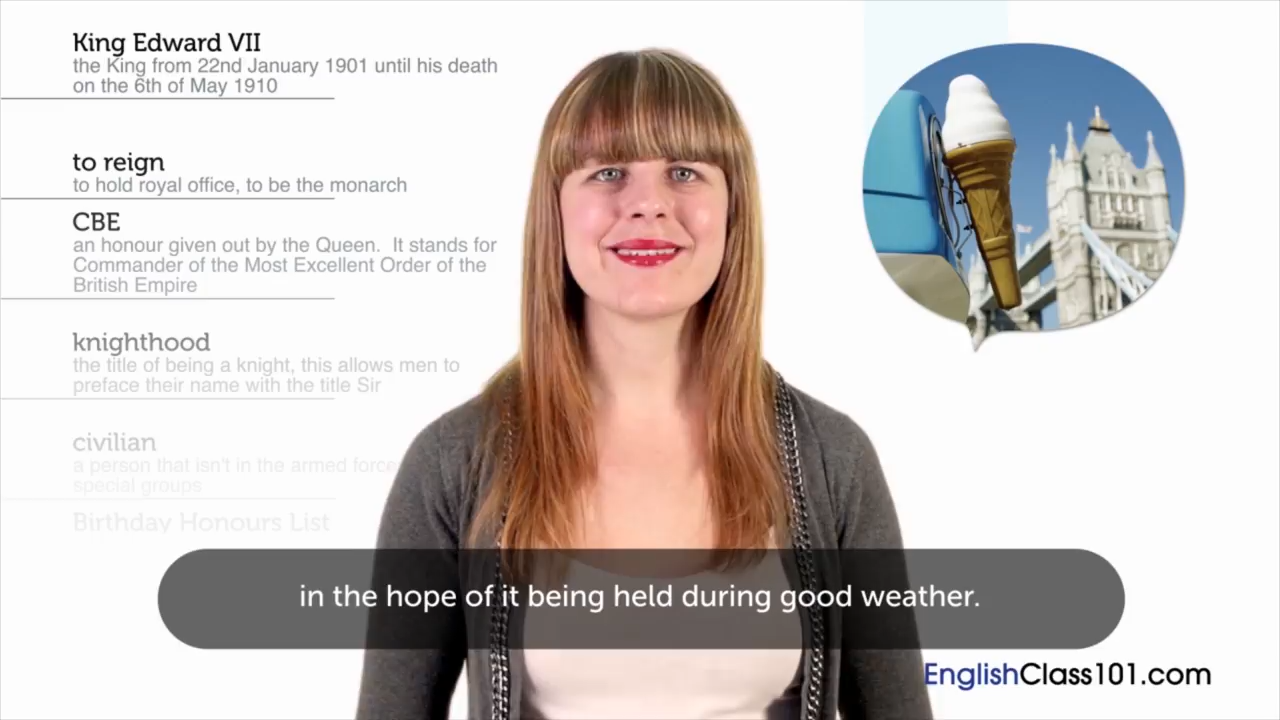 King Edward VII
the King from 22nd January 1901 until his death
on the 6th of May 1910
to reign
to hold royal office, to be the monarch
CBE
an honour given out by the Queen.  It stands for
Commander of the Most Excellent Order of the
British Empire
knighthood
the title of being a knight, this allows men to
preface their name with the title Sir
civilian
a person that isn't in the armed force
special groups
Birthday Honours List
in the hope of it being held during good weather.
EnglishClass101.com